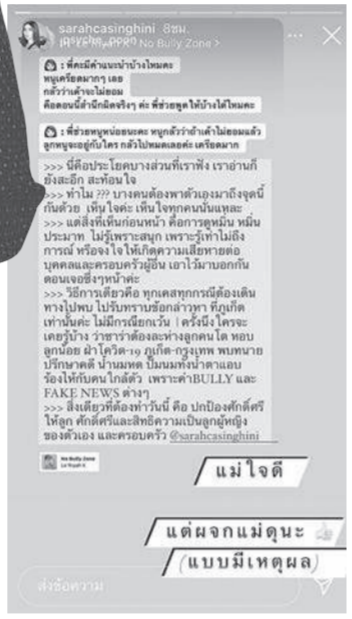 sarahcasinghini 8ชม.
No Bully Zone >
: พี่คะมีคำแนะนำบ้างไหมคะ
หนูเครียดมากๆ เลย
กลัวว่าเค้าจะไม่ยอม
คือตอนนี้สำนึกผิดจริงๆ ค่ะ พี่ช่วยพูดให้บ้างได้ไหมคะ
: พี่ช่วยหนูหน่อยนะคะ หนูกลัวว่าถ้าเค้าไม่ยอมแล้ว
ลูกหนูจะอยู่กับใคร กลัวไปหมดเลยค่ะ เครียดมาก
>>> นี่คือประโยคบางส่วนที่เราฟัง เราอ่านก็
ยังสะอึก สะท้อนใจ
>>> ทำไม ??? บางคนต้องพาตัวเองมาถึงจุดนี้
กันด้วย เห็นใจค่ะ เห็นใจทุกคนนั่นแหละ
>>> แต่สิ่งที่เห็นก่อนหน้า คือการดูหมิ่น หมิ่น
ประมาท ไม่รู้เพราะสนุก เพราะรู้เท่าไม่ถึง
การณ์ หรือจงใจให้เกิดความเสียหายต่อ
บุคคลและครอบครัวผู้อื่น เอาไว้มาบอกกัน
ตอนเจอซึ่งๆหน้าค่ะ
>>> วิธีการเดียวคือ ทุกเคสทุกกรณีต้องเดิน
ทางไปพบ ไปรับทราบข้อกล่าวหา ที่ภูเก็ต
เท่านั้นค่ะ ไม่มีกรณียกเว้น ! ครั้งนึง ใครจะ
เคยรู้บ้าง ว่าซาร่าต้องละห่างลูกคนโต หอบ
ลูกน้อย ฝ่าโควิด-19 ภูเก็ต-กรุงเทพ พบทนาย
ปรึกษาคดี น้ำนมหด ปั๊มนมทั้งน้ำตาแอบ
ร้องไห้กับคนใกล้ตัว เพราะคำBULLY และ
FAKE NEWS ต่างๆ
>>> สิ่งเดียวที่ต้องทำวันนี้ คือ ปกป้องศักดิ์ศรี
ให้ลูก ศักดิ์ศรีและสิทธิความเป็นลูกผู้หญิง
ของตัวเอง และครอบครัว @sarahcasinghini
No Bully Zone
แม่ใจดี
แต่ผจกแม่ดุนะ 👍
(แบบมีเหตุผล)
ส่งข้อความ